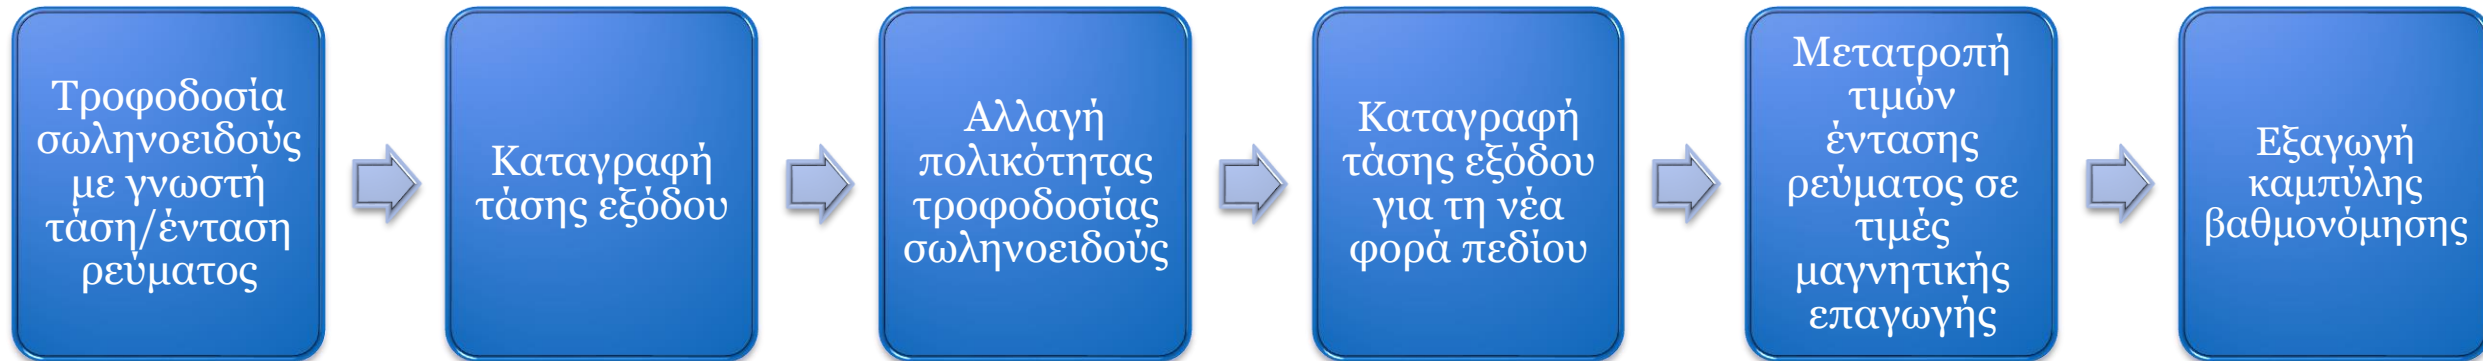 Τροφοδοσία
σωληνοειδούς
με γνωστή
τάση/ένταση
ρεύματος
Καταγραφή
τάσης εξόδου
Αλλαγή
πολικότητας
τροφοδοσίας
σωληνοειδούς
Καταγραφή
τάσης εξόδου
για τη νέα
φορά πεδίου
Μετατροπή
τιμών
έντασης
ρεύματος σε
τιμές
μαγνητικής
επαγωγής
Εξαγωγή
καμπύλης
βαθμονόμησης